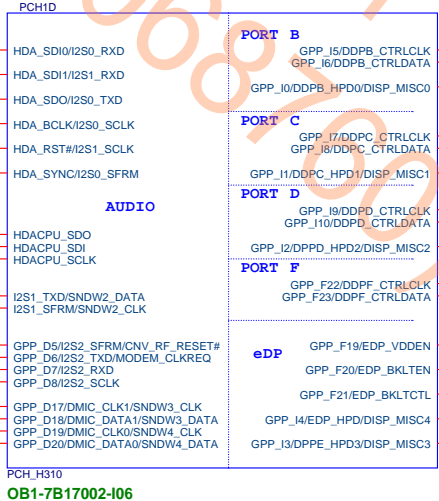 PCH1D
HDA_SDI0/I2S0_RXD
HDA_SDI1/I2S1_RXD
HDA_SDO/I2S0_TXD
HDA_BCLK/I2S0_SCLK
HDA_RST#/I2S1_SCLK
HDA_SYNC/I2S0_SFRM
AUDIO
HDACPU_SDO
HDACPU_SDI
HDACPU_SCLK
I2S1_TXD/SNDW2_DATA
I2S1_SFRM/SNDW2_CLK
GPP_D5/I2S2_SFRM/CNV_RF_RESET#
GPP_D6/I2S2_TXD/MODEM_CLKREQ
GPP_D7/I2S2_RXD
GPP_D8/I2S2_SCLK
GPP_D17/DMIC_CLK1/SNDW3_CLK
GPP_D18/DMIC_DATA1/SNDW3_DATA
GPP_D19/DMIC_CLK0/SNDW4_CLK
GPP_D20/DMIC_DATA0/SNDW4_DATA
PORT B
GPP_I5/DDPB_CTRLCLK
GPP_I6/DDPB_CTRLDATA
GPP_I0/DDPB_HPD0/DISP_MISC0
PORT C
GPP_I7/DDPC_CTRLCLK
GPP_I8/DDPC_CTRLDATA
GPP_I1/DDPC_HPD1/DISP_MISC1
PORT D
GPP_I9/DDPD_CTRLCLK
GPP_I10/DDPD_CTRLDATA
GPP_I2/DPPD_HPD2/DISP_MISC2
PORT F
GPP_F22/DDPF_CTRLCLK
GPP_F23/DDPF_CTRLDATA
eDP
GPP_F19/EDP_VDDEN
GPP_F20/EDP_BKLTEN
GPP_F21/EDP_BKLTCTL
GPP_I4/EDP_HPD/DISP_MISC4
GPP_I3/DPPE_HPD3/DISP_MISC3
PCH_H310
OB1-7B17002-I06